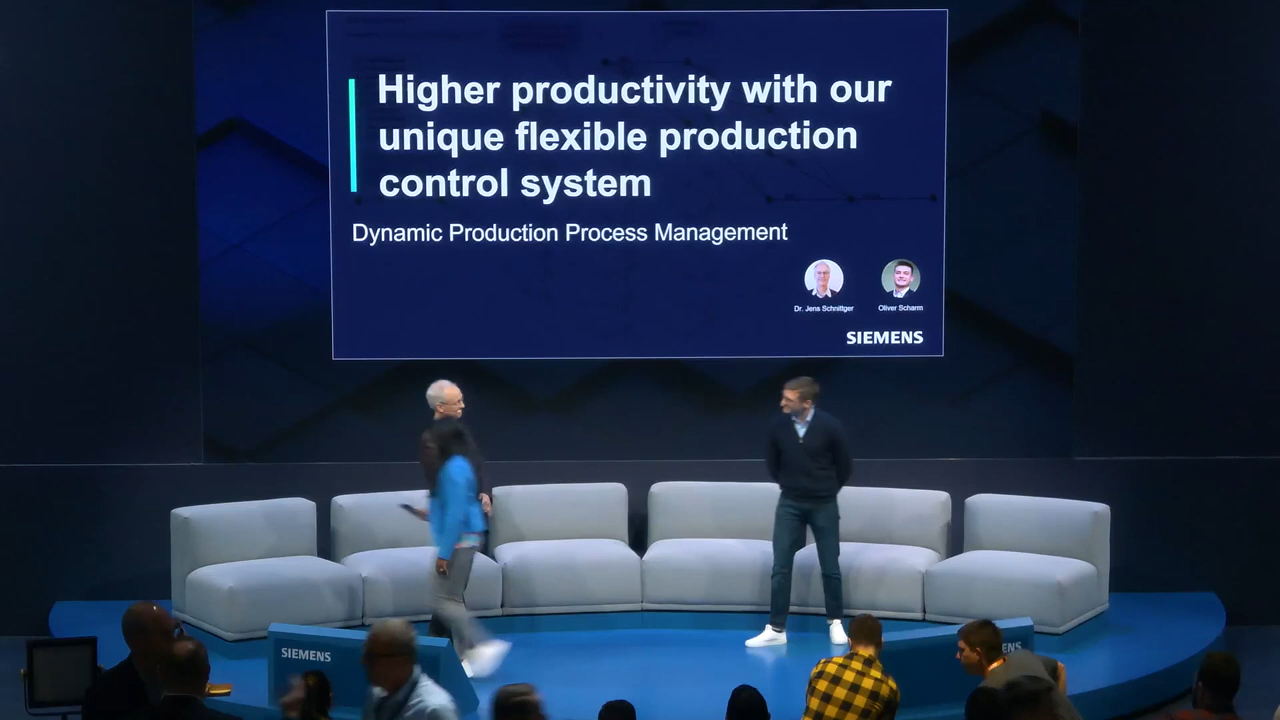 Higher productivity with our
unique flexible production
control system
Dynamic Production Process Management
Dr. Jens Schnittger
Oliver Scharm
SIEMENS
SIEMENS
ENS